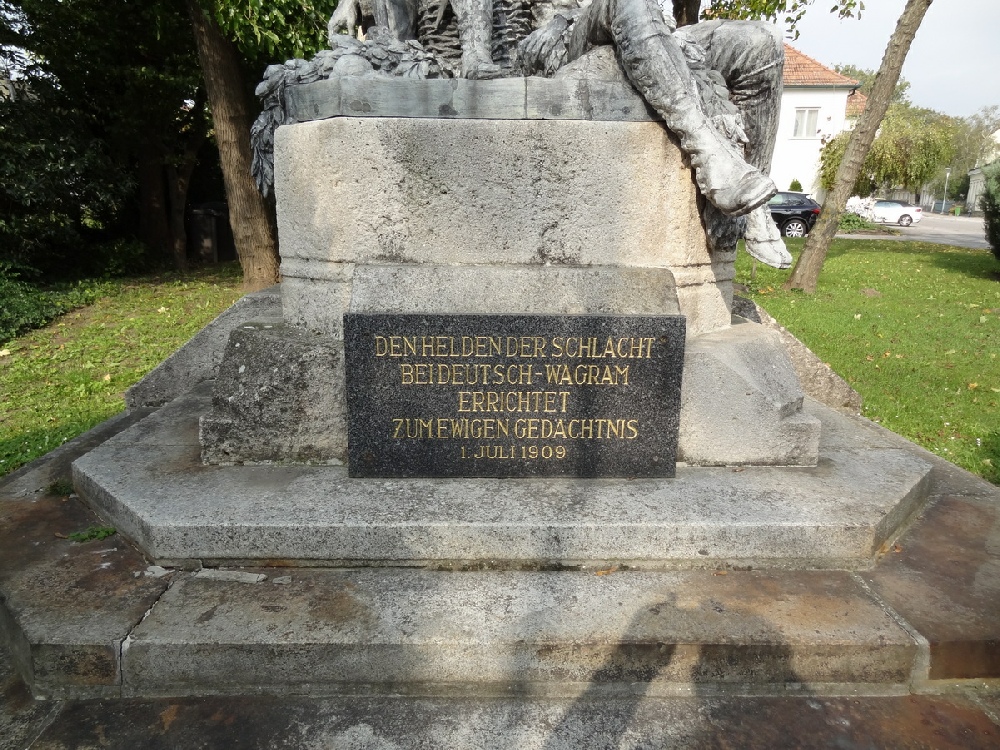 DEN HELDEN DER SCHLACHT
BEI DEUTSCH-WAGRAM
ERRICHTET
ZUM EWIGEN GEDÄCHTNIS
1. JULI 1909